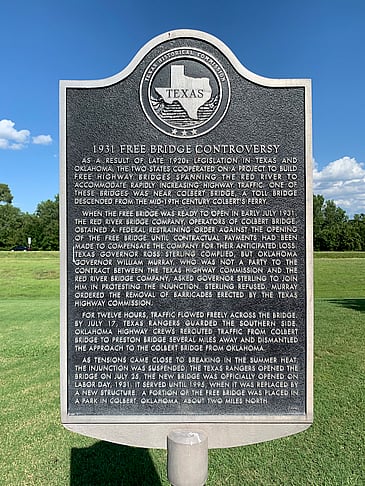 TEXAS HISTORICAL COMMISSION
TEXAS
1931 FREE BRIDGE CONTROVERSY
AS A RESULT OF LATE 1920s LEGISLATION IN TEXAS AND
OKLAHOMA, THE TWO STATES COOPERATED ON A PROJECT TO BUILD
FREE HIGHWAY BRIDGES SPANNING THE RED RIVER TO
ACCOMMODATE RAPIDLY INCREASING HIGHWAY TRAFFIC. ONE OF
THESE BRIDGES WAS NEAR COLBERT BRIDGE, A TOLL BRIDGE
DESCENDED FROM THE MID-19TH CENTURY COLBERT'S FERRY.
WHEN THE FREE BRIDGE WAS READY TO OPEN IN EARLY JULY 1931,
THE RED RIVER BRIDGE COMPANY, OPERATORS OF COLBERT BRIDGE,
OBTAINED A FEDERAL RESTRAINING ORDER AGAINST THE OPENING
OF THE FREE BRIDGE UNTIL CONTRACTUAL PAYMENTS HAD BEEN
MADE TO COMPENSATE THE COMPANY FOR THEIR ANTICIPATED LOSS.
TEXAS GOVERNOR ROSS STERLING COMPLIED, BUT OKLAHOMA
GOVERNOR WILLIAM MURRAY, WHO WAS NOT A PARTY TO THE
CONTRACT BETWEEN THE TEXAS HIGHWAY COMMISSION AND THE
RED RIVER BRIDGE COMPANY, ASKED GOVERNOR STERLING TO JOIN
HIM IN PROTESTING THE INJUNCTION. STERLING REFUSED. MURRAY
ORDERED THE REMOVAL OF BARRICADES ERECTED BY THE TEXAS
HIGHWAY COMMISSION.
FOR TWELVE HOURS, TRAFFIC FLOWED FREELY ACROSS THE BRIDGE.
BY JULY 17, TEXAS RANGERS GUARDED THE SOUTHERN SIDE.
OKLAHOMA HIGHWAY CREWS REROUTED TRAFFIC FROM COLBERT
BRIDGE TO PRESTON BRIDGE SEVERAL MILES AWAY AND DISMANTLED
THE APPROACH TO THE COLBERT BRIDGE FROM OKLAHOMA.
AS TENSIONS CAME CLOSE TO BREAKING IN THE SUMMER HEAT,
THE INJUNCTION WAS SUSPENDED. THE TEXAS RANGERS OPENED THE
BRIDGE ON JULY 25. THE NEW BRIDGE WAS OFFICIALLY OPENED ON
LABOR DAY, 1931. IT SERVED UNTIL 1995, WHEN IT WAS REPLACED BY
A NEW STRUCTURE. A PORTION OF THE FREE BRIDGE WAS PLACED IN
A PARK IN COLBERT, OKLAHOMA, ABOUT TWO MILES NORTH.